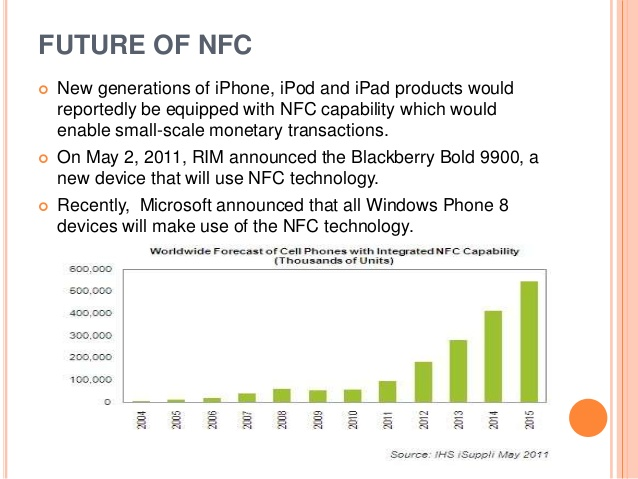 FUTURE OF NFC
New generations of iPhone, iPod and iPad products would
reportedly be equipped with NFC capability which would
enable small-scale monetary transactions.
On May 2, 2011, RIM announced the Blackberry Bold 9900, a
new device that will use NFC technology.
Recently, Microsoft announced that all Windows Phone 8
devices will make use of the NFC technology.
Worldwide Forecast of Cell Phones with Integrated NFC Capability
(Thousands of Units)
600,000
500,000
400,000
300,000
200,000
100,000
0
2004 2005 2006 2007 2008 2009 2010 2011 2012 2013 2014 2015
Source: IHS iSuppli May 2011